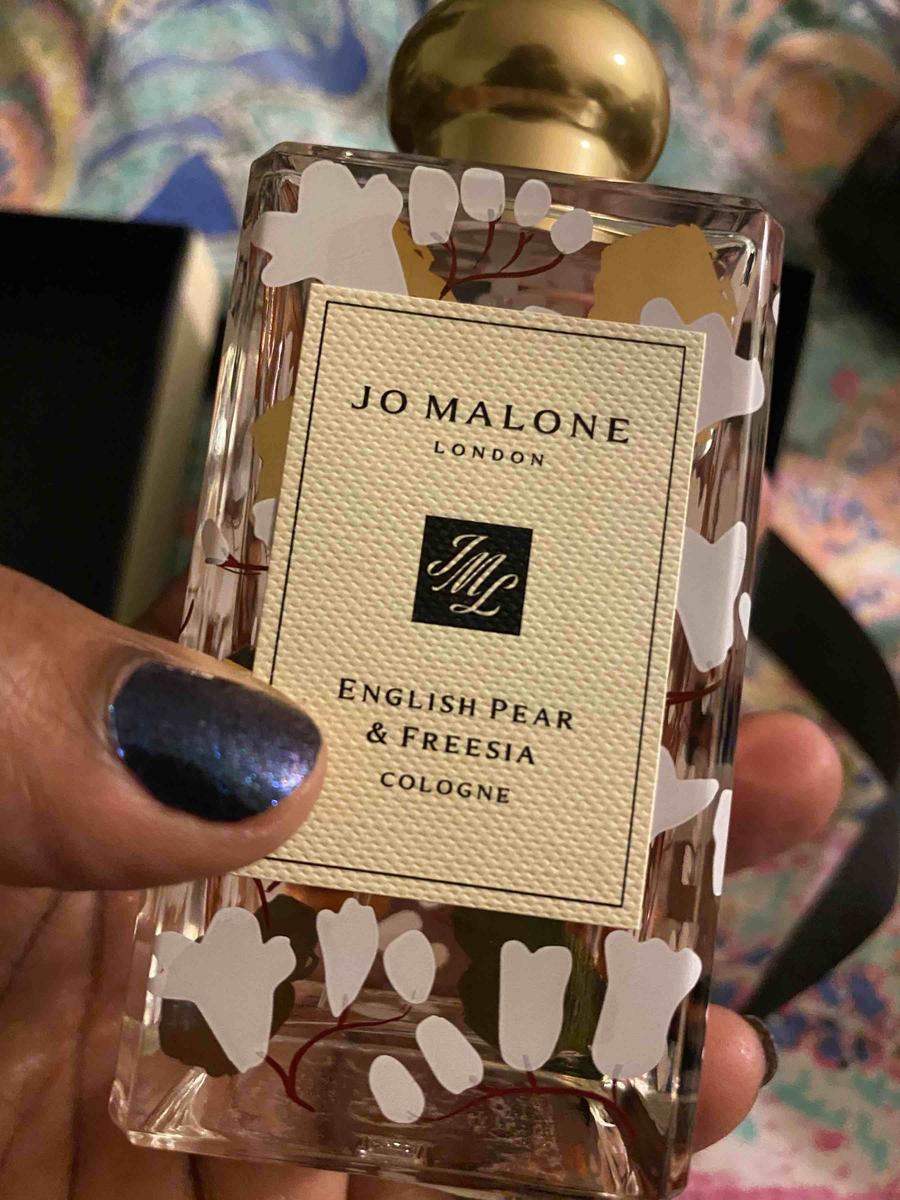 JO MALONE
LONDON
JML
ENGLISH PEAR
& FREESIA
COLOGNE